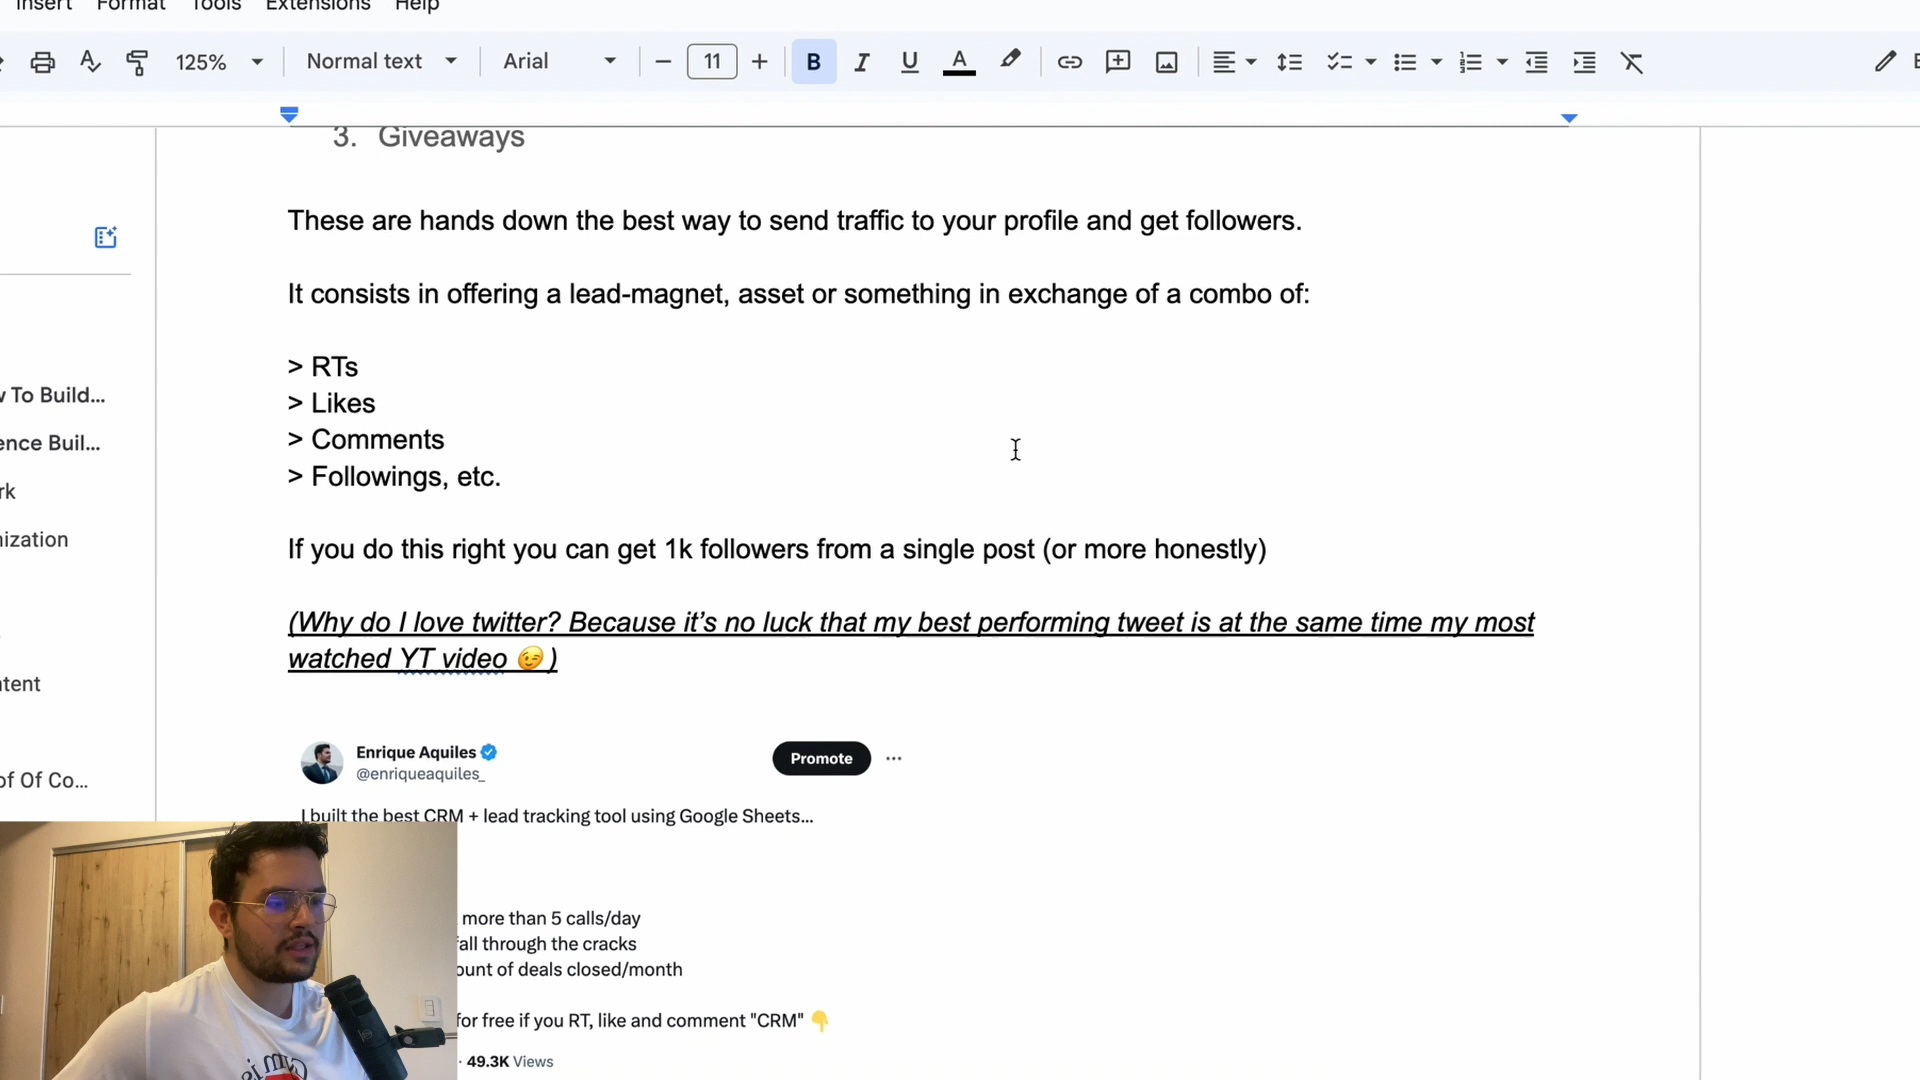 Insert Format Tools Extensions Help
125% Normal text Arial 11 B I U A
3. Giveaways
These are hands down the best way to send traffic to your profile and get followers.
It consists in offering a lead-magnet, asset or something in exchange of a combo of:
> RTs
> Likes
> Comments
> Followings, etc.
If you do this right you can get 1k followers from a single post (or more honestly)
(Why do I love twitter? Because it’s no luck that my best performing tweet is at the same time my most
watched YT video 😉)
Enrique Aquiles
@enriqueaquiles_
Promote
I built the best CRM + lead tracking tool using Google Sheets...
more than 5 calls/day
fall through the cracks
ount of deals closed/month
for free if you RT, like and comment "CRM" 👇
· 49.3K Views
w To Build...
ence Buil...
rk
nization
ntent
of Of Co...